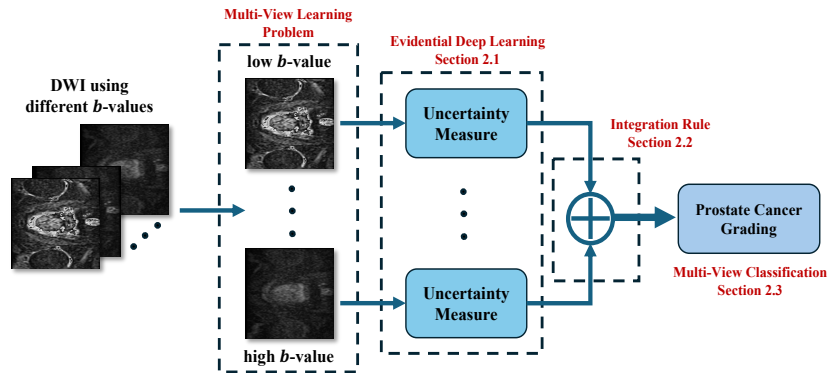 Multi-View Learning
Problem
DWI using
different b-values
low b-value
high b-value
Evidential Deep Learning
Section 2.1
Uncertainty
Measure
Uncertainty
Measure
Integration Rule
Section 2.2
Prostate Cancer
Grading
Multi-View Classification
Section 2.3